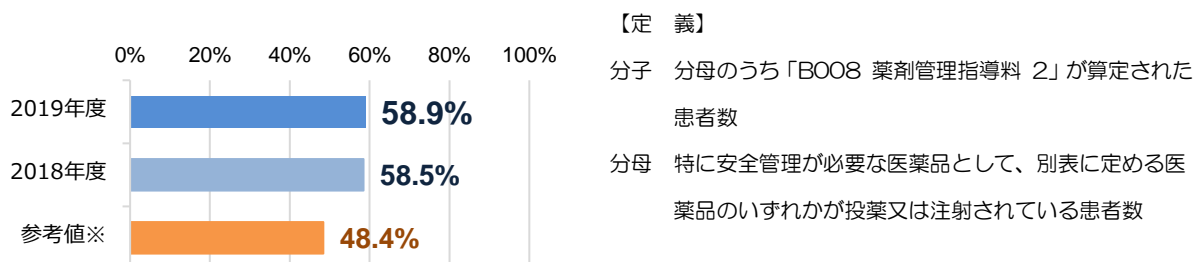 0% 20% 40% 60% 80% 100%
2019年度 58.9%
2018年度 58.5%
参考値※ 48.4%
【定　義】
分子　分母のうち「B008 薬剤管理指導料 2」が算定された
患者数
分母　特に安全管理が必要な医薬品として、別表に定める医
薬品のいずれかが投薬又は注射されている患者数